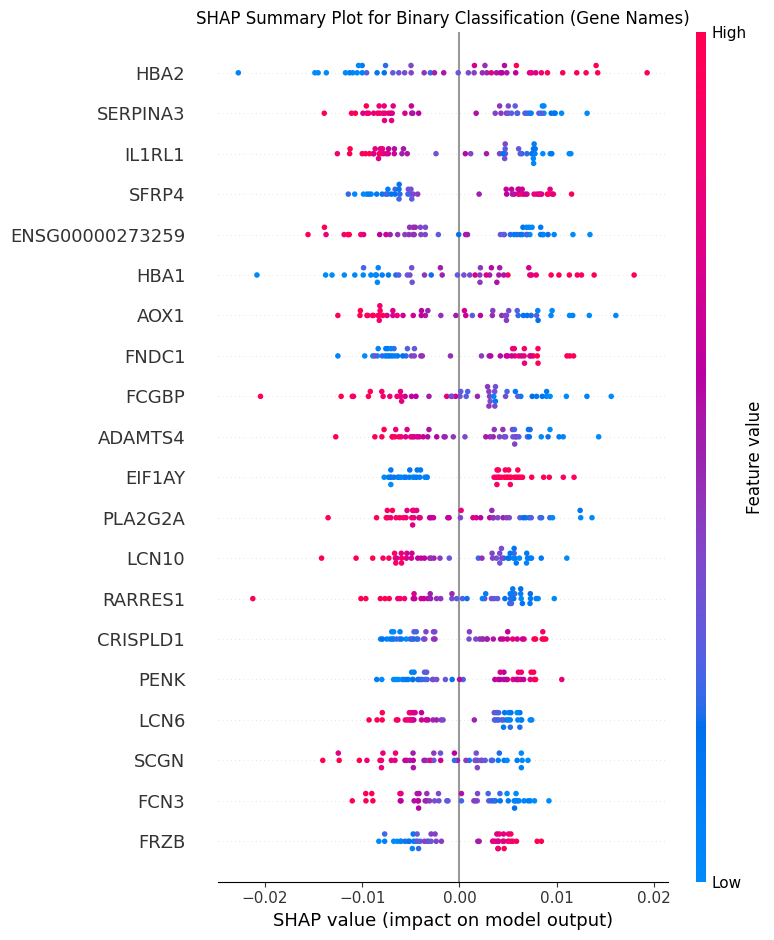 SHAP Summary Plot for Binary Classification (Gene Names)
High
HBA2
SERPINA3
IL1RL1
SFRP4
ENSG00000273259
HBA1
AOX1
FNDC1
FCGBP
ADAMTS4
EIF1AY
PLA2G2A
LCN10
RARRES1
CRISPLD1
PENK
LCN6
SCGN
FCN3
FRZB
Feature value
Low
−0.02 −0.01 0.00 0.01 0.02
SHAP value (impact on model output)